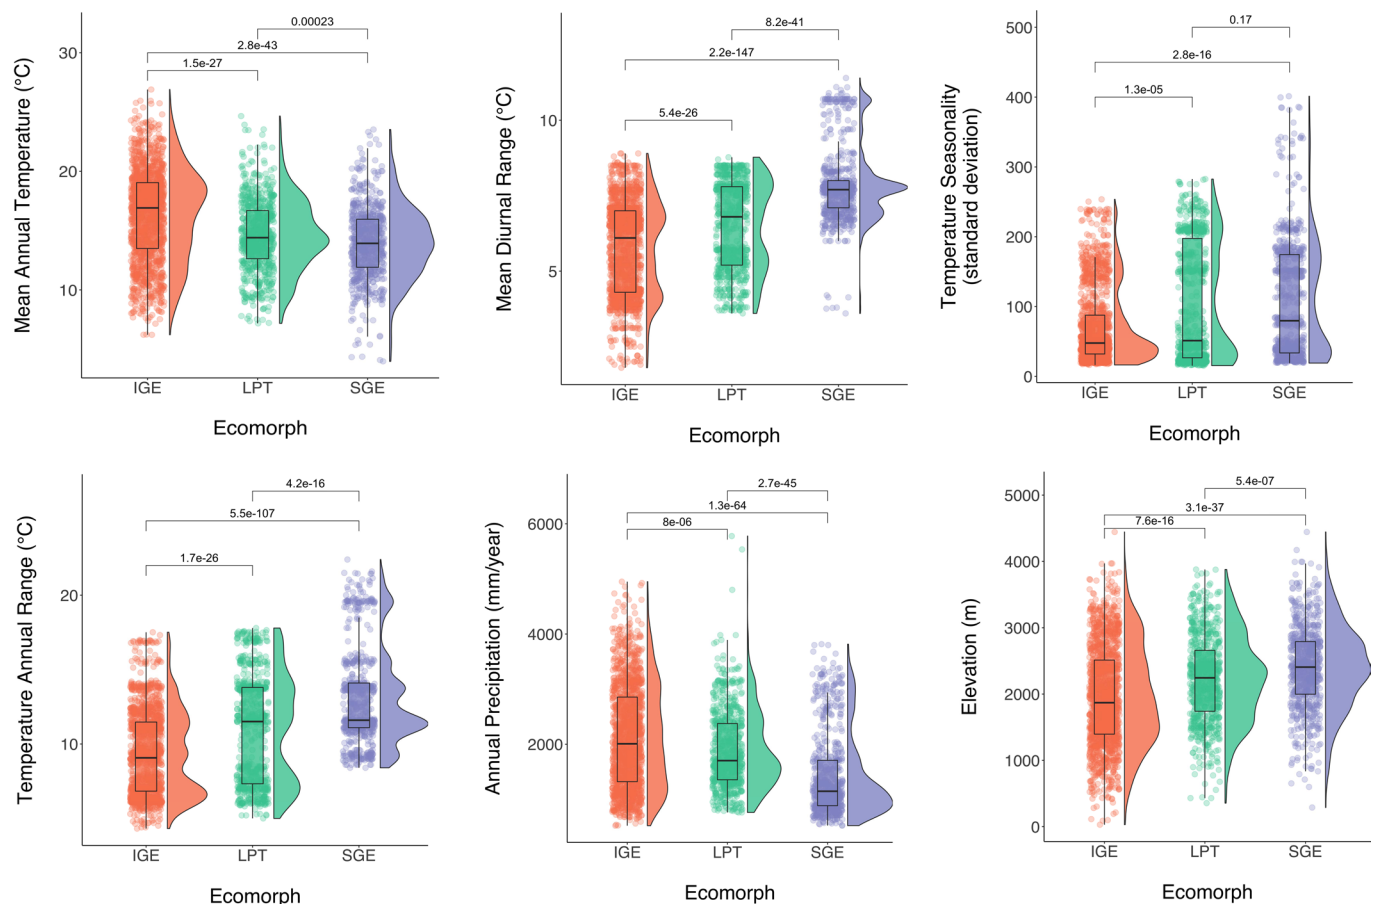 Mean Annual Temperature (°C)
30
20
10
0.00023
2.8e-43
1.5e-27
IGE LPT SGE
Ecomorph
Mean Diurnal Range (°C)
10
5
8.2e-41
2.2e-147
5.4e-26
IGE LPT SGE
Ecomorph
Temperature Seasonality
(standard deviation)
500
400
300
200
100
0
0.17
2.8e-16
1.3e-05
IGE LPT SGE
Ecomorph
Temperature Annual Range (°C)
20
10
4.2e-16
5.5e-107
1.7e-26
IGE LPT SGE
Ecomorph
Annual Precipitation (mm/year)
6000
4000
2000
2.7e-45
1.3e-64
8e-06
IGE LPT SGE
Ecomorph
Elevation (m)
5000
4000
3000
2000
1000
0
5.4e-07
3.1e-37
7.6e-16
IGE LPT SGE
Ecomorph